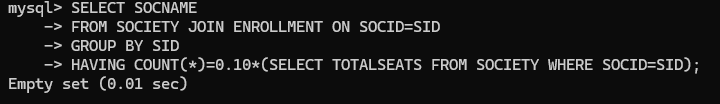 mysql> SELECT SOCNAME
-> FROM SOCIETY JOIN ENROLLMENT ON SOCID=SID
-> GROUP BY SID
-> HAVING COUNT(*)=0.10*(SELECT TOTALSEATS FROM SOCIETY WHERE SOCID=SID);
Empty set (0.01 sec)